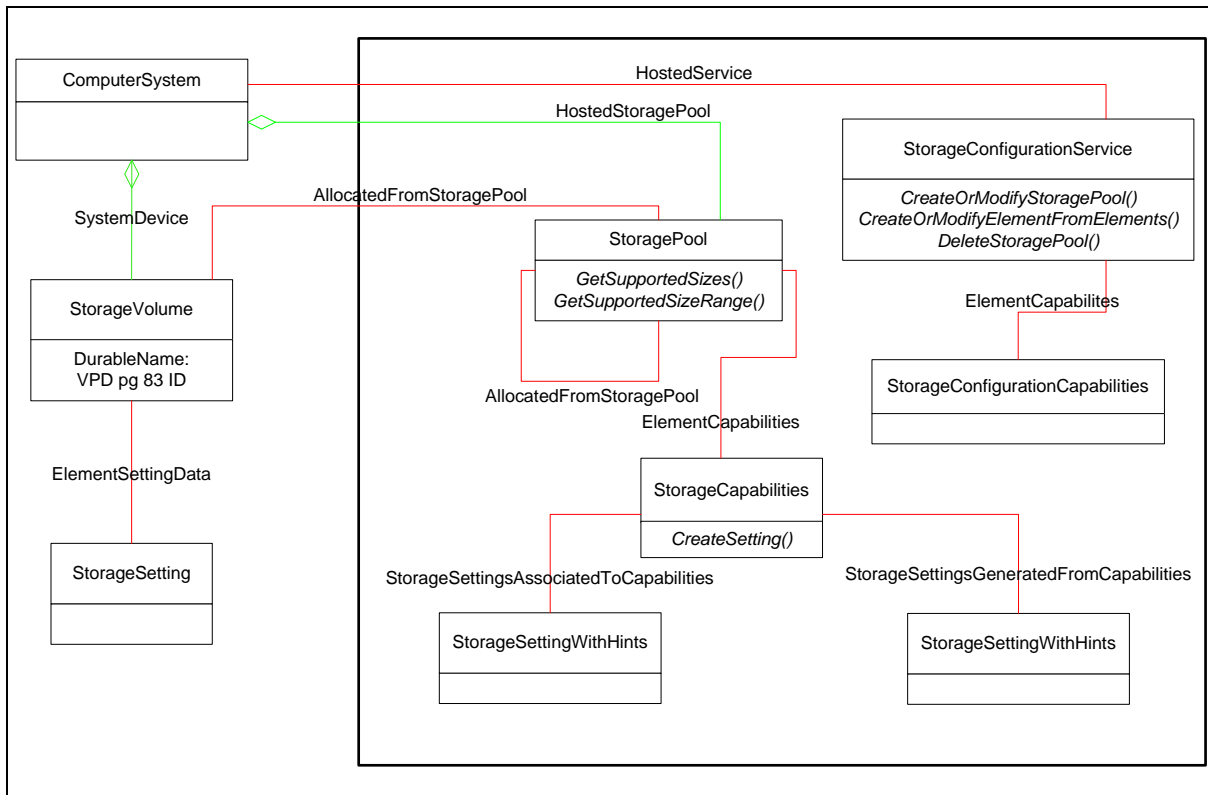 ComputerSystem
HostedService
HostedStoragePool
StorageConfigurationService
CreateOrModifyStoragePool()
CreateOrModifyElementFromElements()
DeleteStoragePool()
AllocatedFromStoragePool
SystemDevice
StoragePool
GetSupportedSizes()
GetSupportedSizeRange()
StorageVolume
DurableName:
VPD pg 83 ID
ElementCapabilites
StorageConfigurationCapabilities
AllocatedFromStoragePool
ElementCapabilities
ElementSettingData
StorageCapabilities
CreateSetting()
StorageSetting
StorageSettingsAssociatedToCapabilities
StorageSettingsGeneratedFromCapabilities
StorageSettingWithHints
StorageSettingWithHints